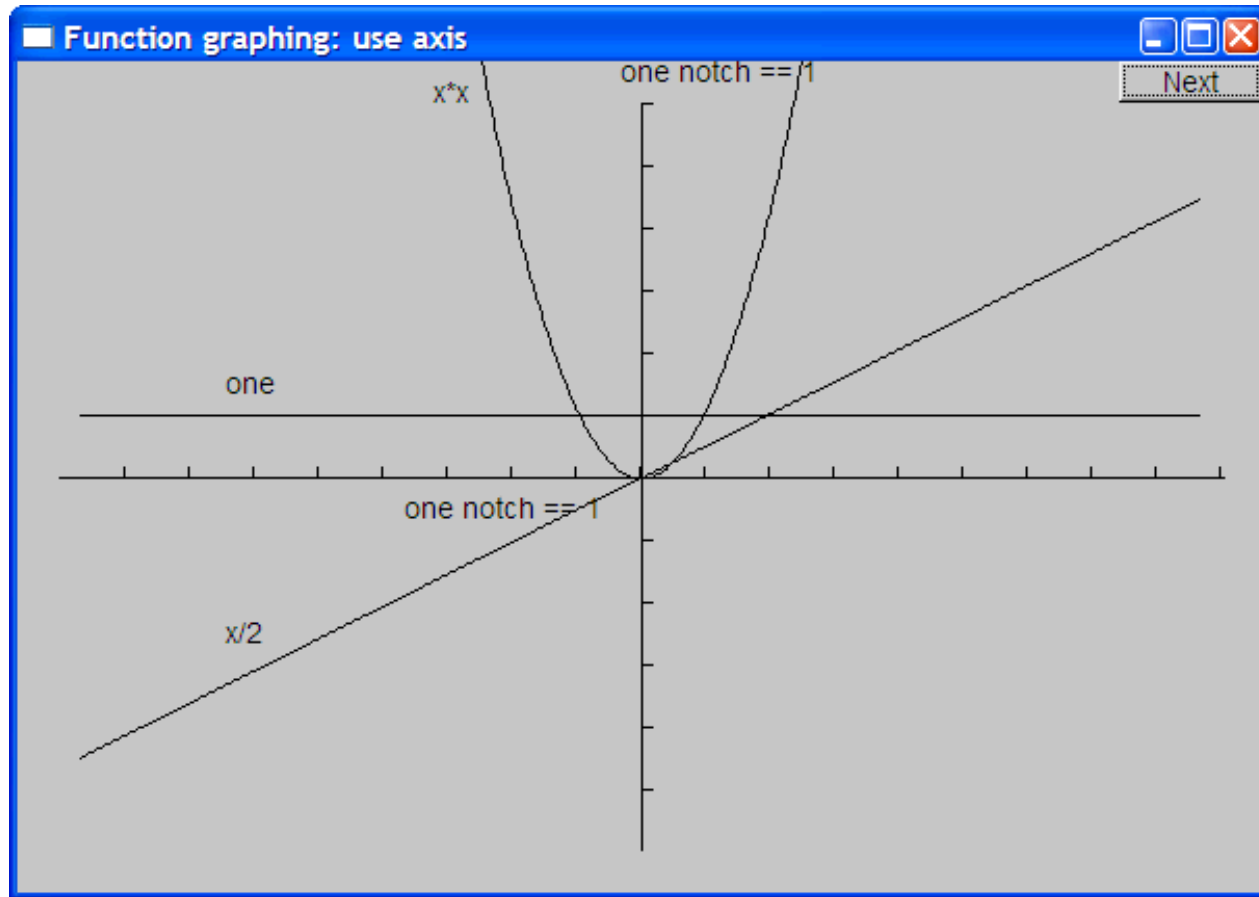 Function graphing: use axis
one notch == 1
Next
x*x
one
one notch == 1
x/2